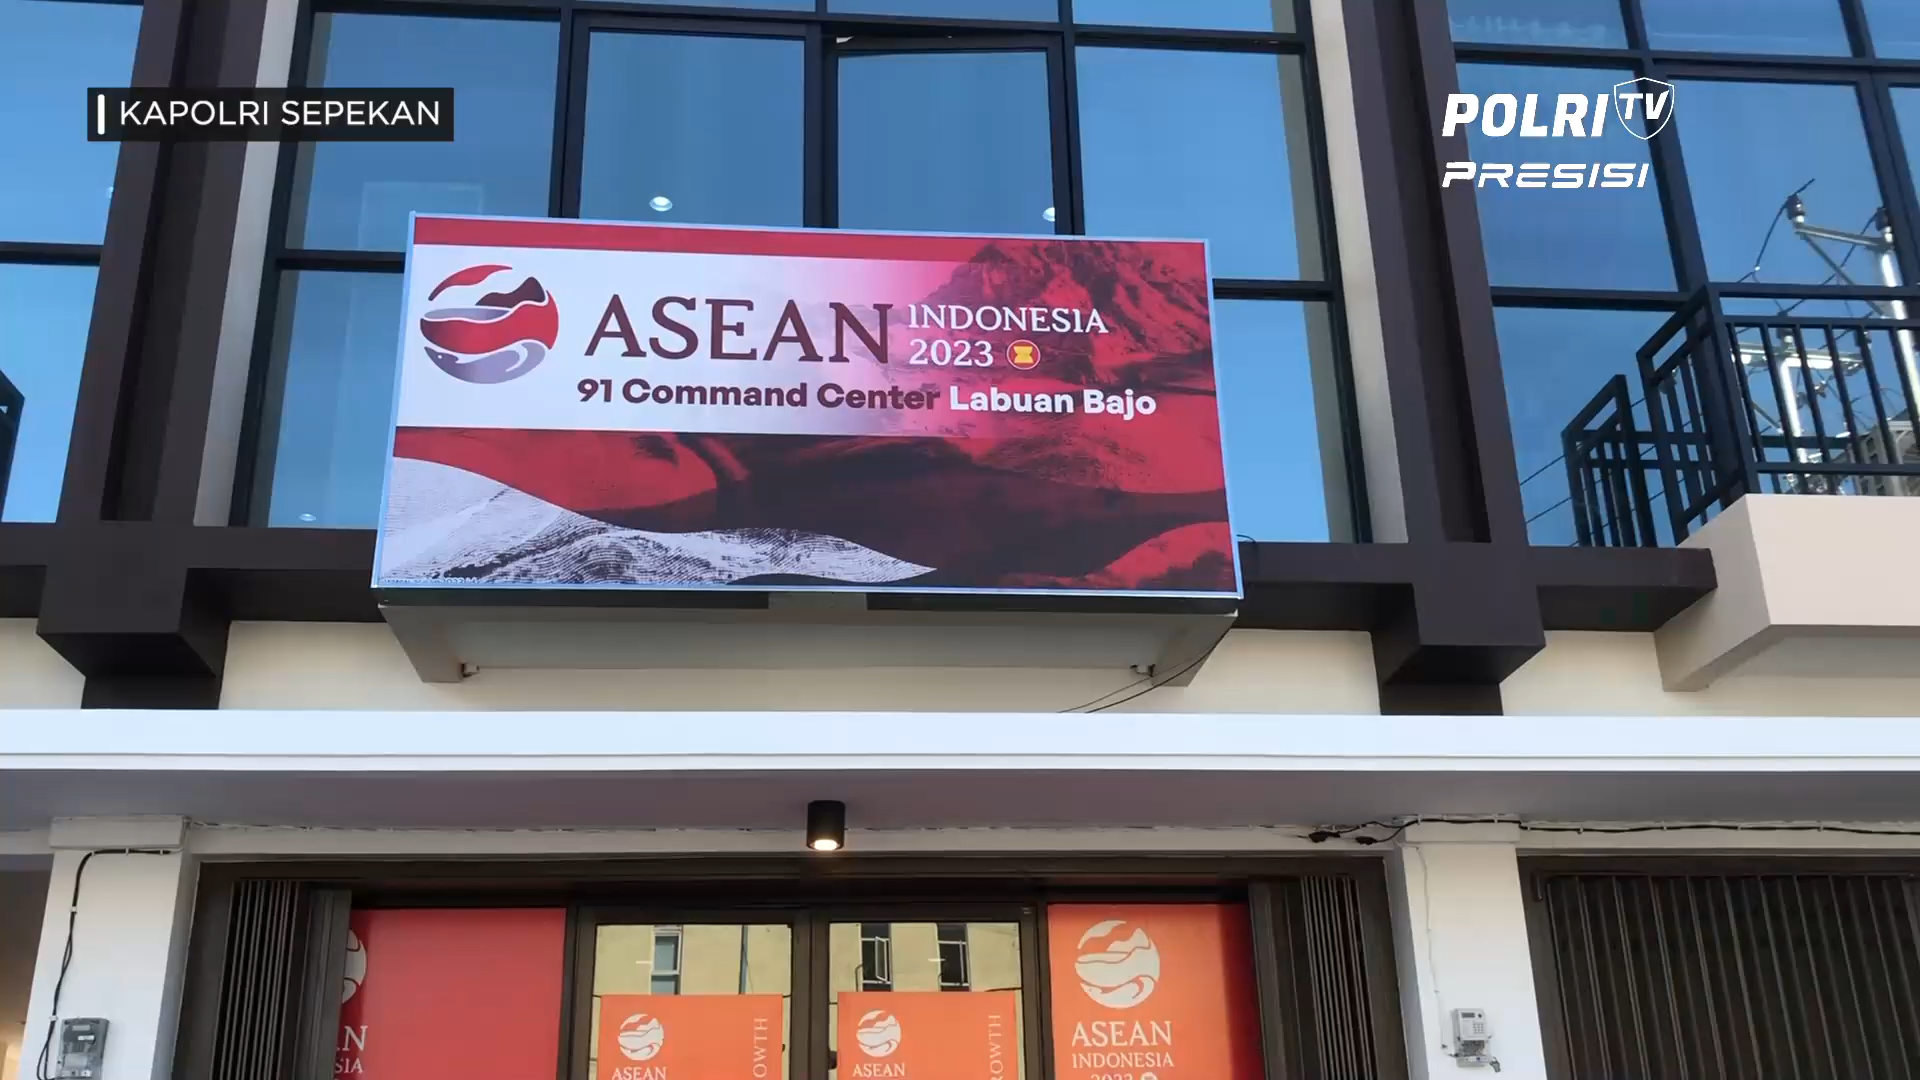 KAPOLRI SEPEKAN
POLRI TV
PRESISI
ASEAN INDONESIA
2023
91 Command Center Labuan Bajo
ASEAN
INDONESIA
ASEAN
ASEAN